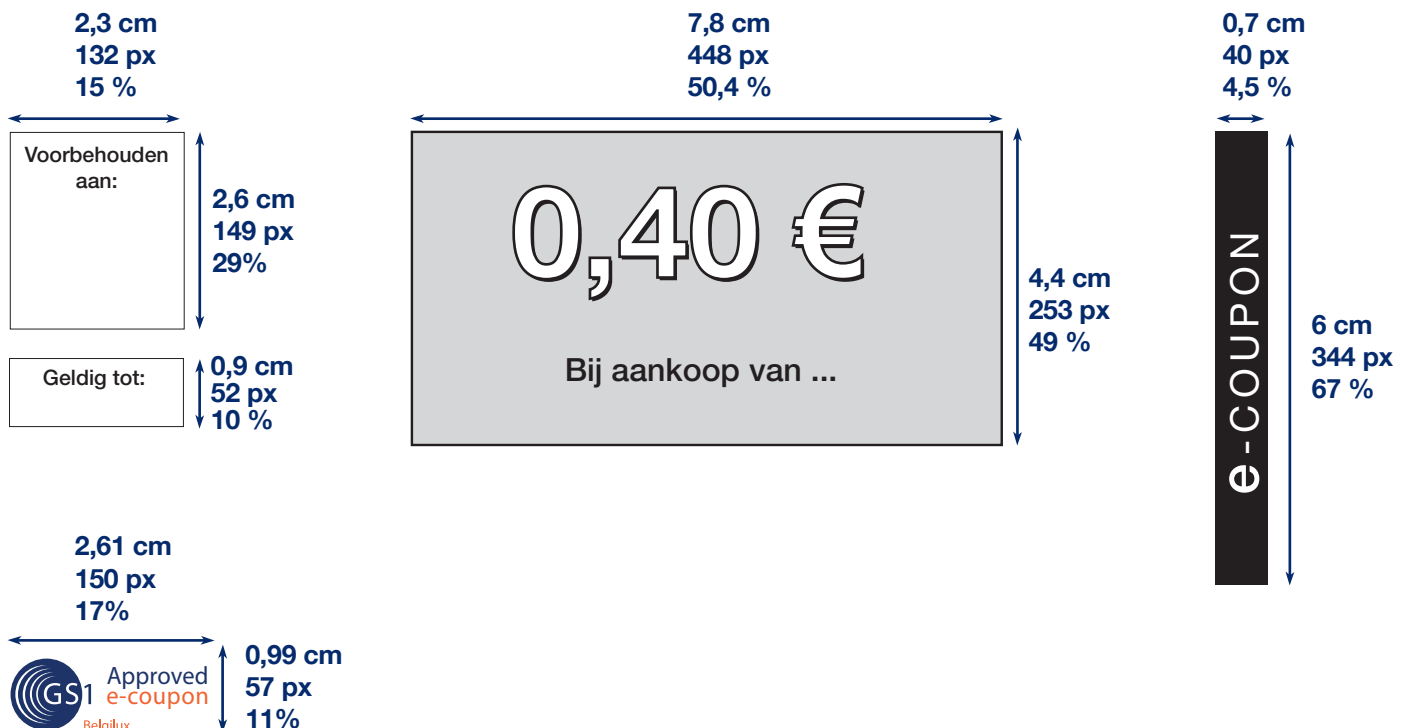 2,3 cm
132 px
15 %
Voorbehouden
aan:
2,6 cm
149 px
29%
Geldig tot:
0,9 cm
52 px
10 %
7,8 cm
448 px
50,4 %
0,40 €
Bij aankoop van ...
4,4 cm
253 px
49 %
0,7 cm
40 px
4,5 %
e-COUPON
6 cm
344 px
67 %
2,61 cm
150 px
17%
GS1 Approved
e-coupon
Belgilux
0,99 cm
57 px
11%